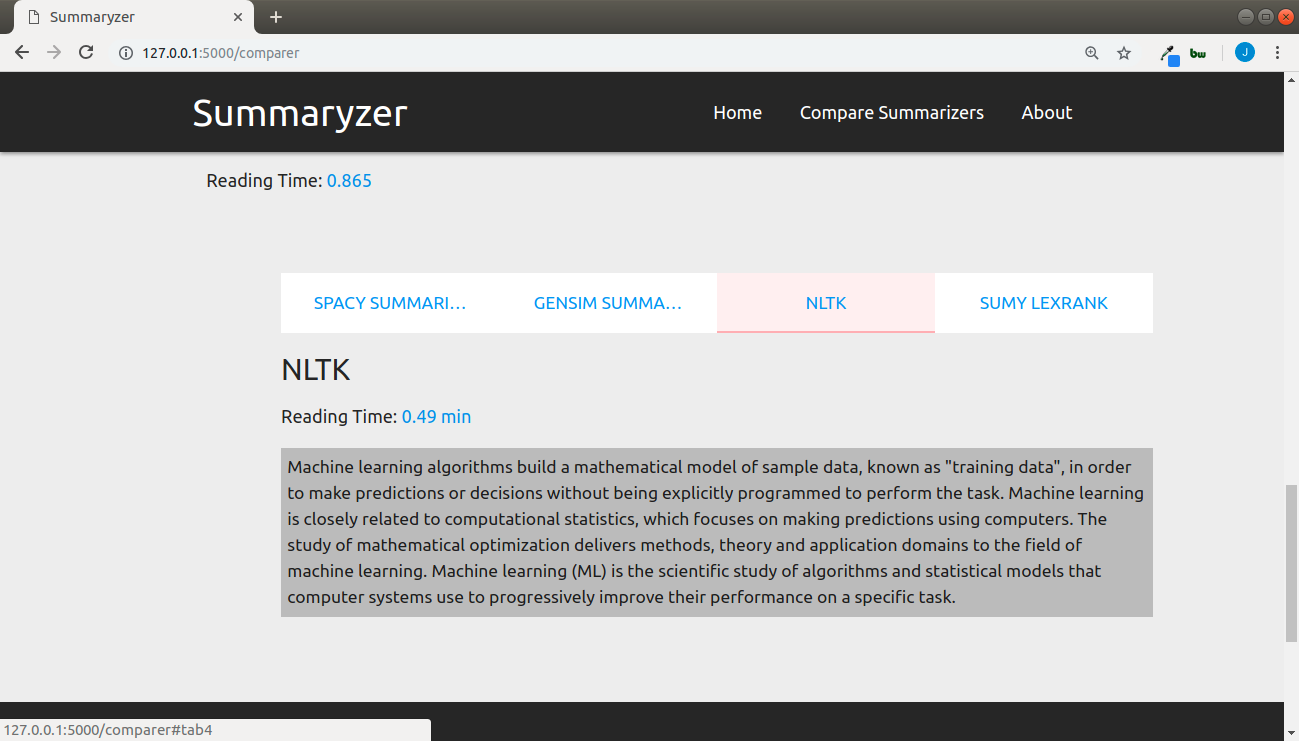 Summaryzer
127.0.0.1:5000/comparer
bw
J
Summaryzer
Home
Compare Summarizers
About
Reading Time: 0.865
SPACY SUMMARI...
GENSIM SUMMA...
NLTK
SUMY LEXRANK
NLTK
Reading Time: 0.49 min
Machine learning algorithms build a mathematical model of sample data, known as "training data", in order
to make predictions or decisions without being explicitly programmed to perform the task. Machine learning
is closely related to computational statistics, which focuses on making predictions using computers. The
study of mathematical optimization delivers methods, theory and application domains to the field of
machine learning. Machine learning (ML) is the scientific study of algorithms and statistical models that
computer systems use to progressively improve their performance on a specific task.
127.0.0.1:5000/comparer#tab4